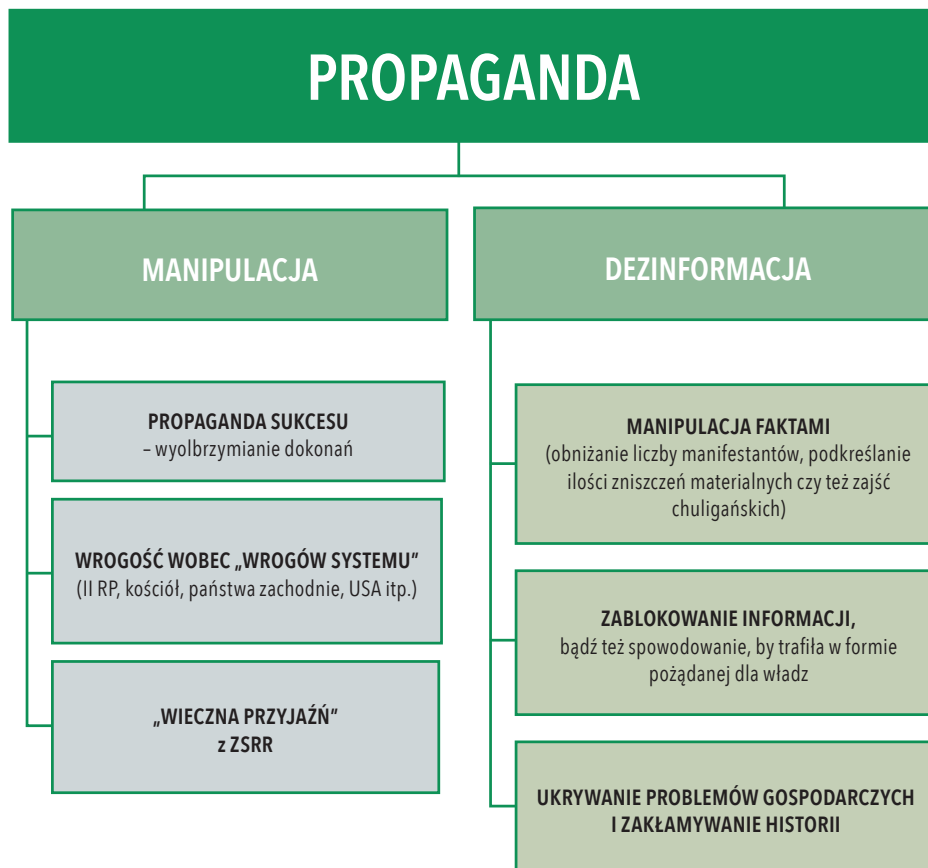 PROPAGANDA
MANIPULACJA
PROPAGANDA SUKCESU
– wyolbrzymianie dokonań
WROGOŚĆ WOBEC „WROGÓW SYSTEMU“
(II RP, kościół, państwa zachodnie, USA itp.)
„WIECZNA PRZYJAŹŃ“
z ZSRR
DEZINFORMACJA
MANIPULACJA FAKTAMI
(obniżanie liczby manifestantów, podkreślanie
ilości zniszczeń materialnych czy też zajść
chuligańskich)
ZABLOKOWANIE INFORMACJI,
bądź też spowodowanie, by trafiła w formie
pożądanej dla władz
UKRYWANIE PROBLEMÓW GOSPODARCZYCH
I ZAKŁAMYWANIE HISTORII